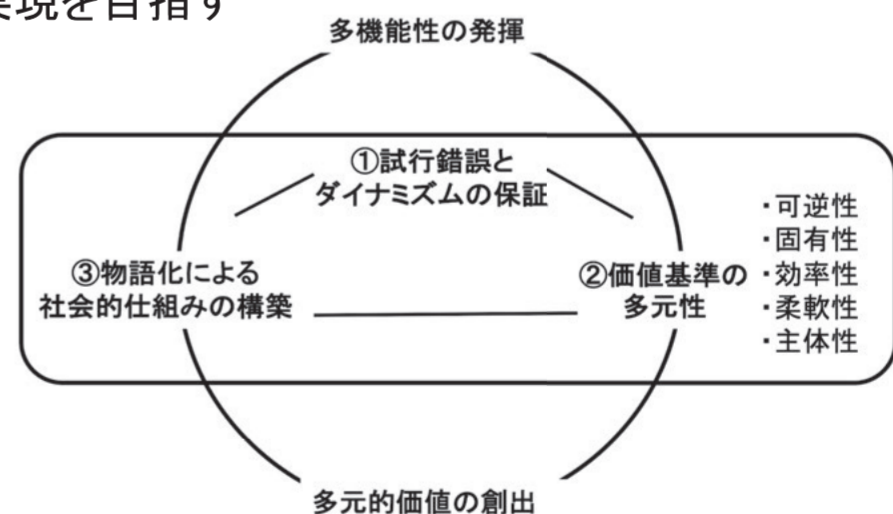 実現を目指す
多機能性の発揮
①試行錯誤と
ダイナミズムの保証
③物語化による
社会的仕組みの構築
②価値基準の
多元性
・可逆性
・固有性
・効率性
・柔軟性
・主体性
多元的価値の創出